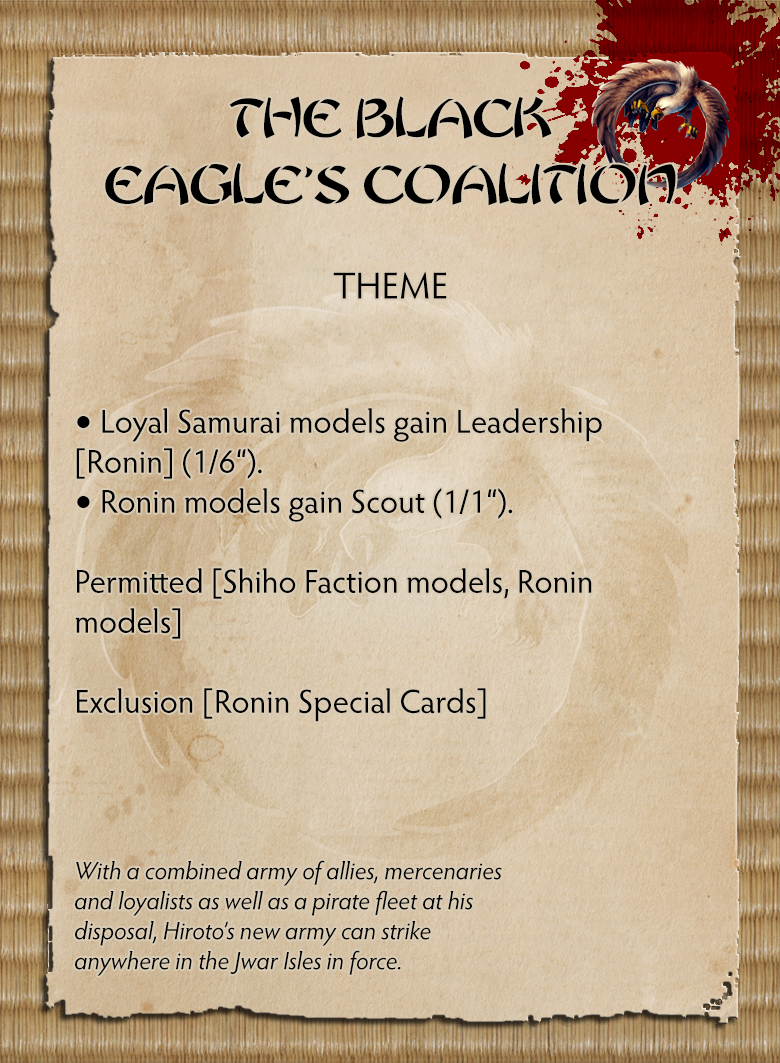 THE BLACK
EAGLE'S COALITION
THEME
• Loyal Samurai models gain Leadership
[Ronin] (1/6").
• Ronin models gain Scout (1/1").
Permitted [Shiho Faction models, Ronin
models]
Exclusion [Ronin Special Cards]
With a combined army of allies, mercenaries
and loyalists as well as a pirate fleet at his
disposal, Hiroto's new army can strike
anywhere in the Jwar Isles in force.